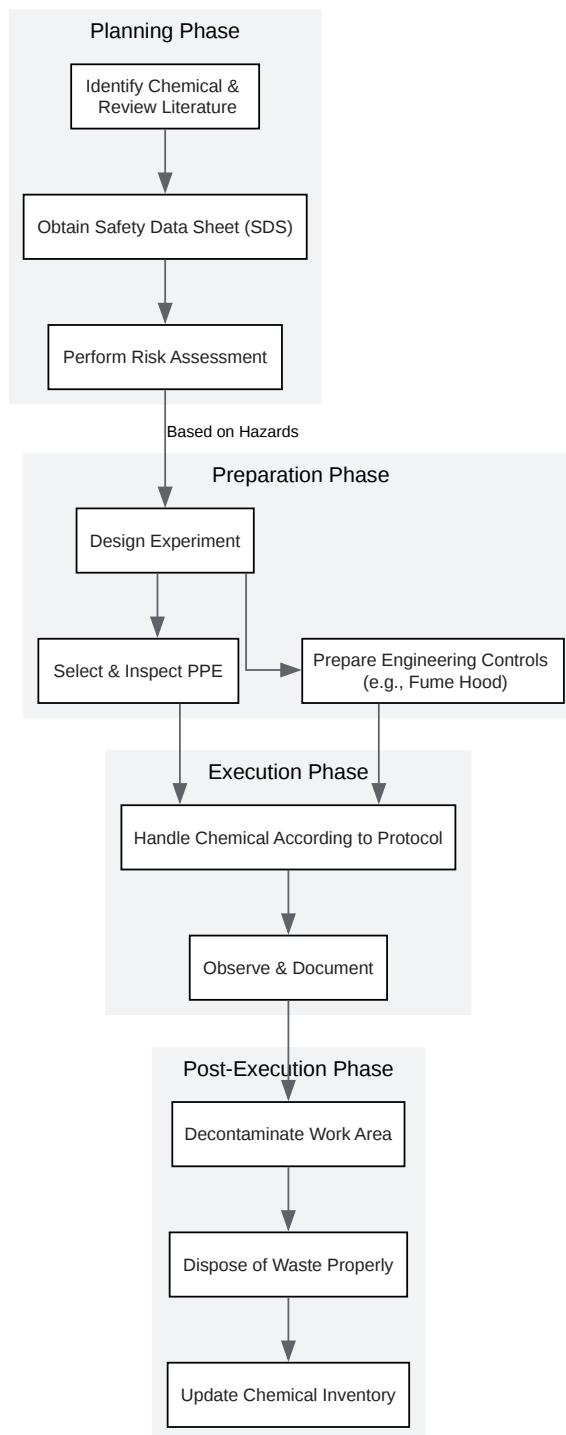 Planning Phase
Identify Chemical &
Review Literature
Obtain Safety Data Sheet (SDS)
Perform Risk Assessment
Based on Hazards
Preparation Phase
Design Experiment
Select & Inspect PPE
Prepare Engineering Controls
(e.g., Fume Hood)
Execution Phase
Handle Chemical According to Protocol
Observe & Document
Post-Execution Phase
Decontaminate Work Area
Dispose of Waste Properly
Update Chemical Inventory